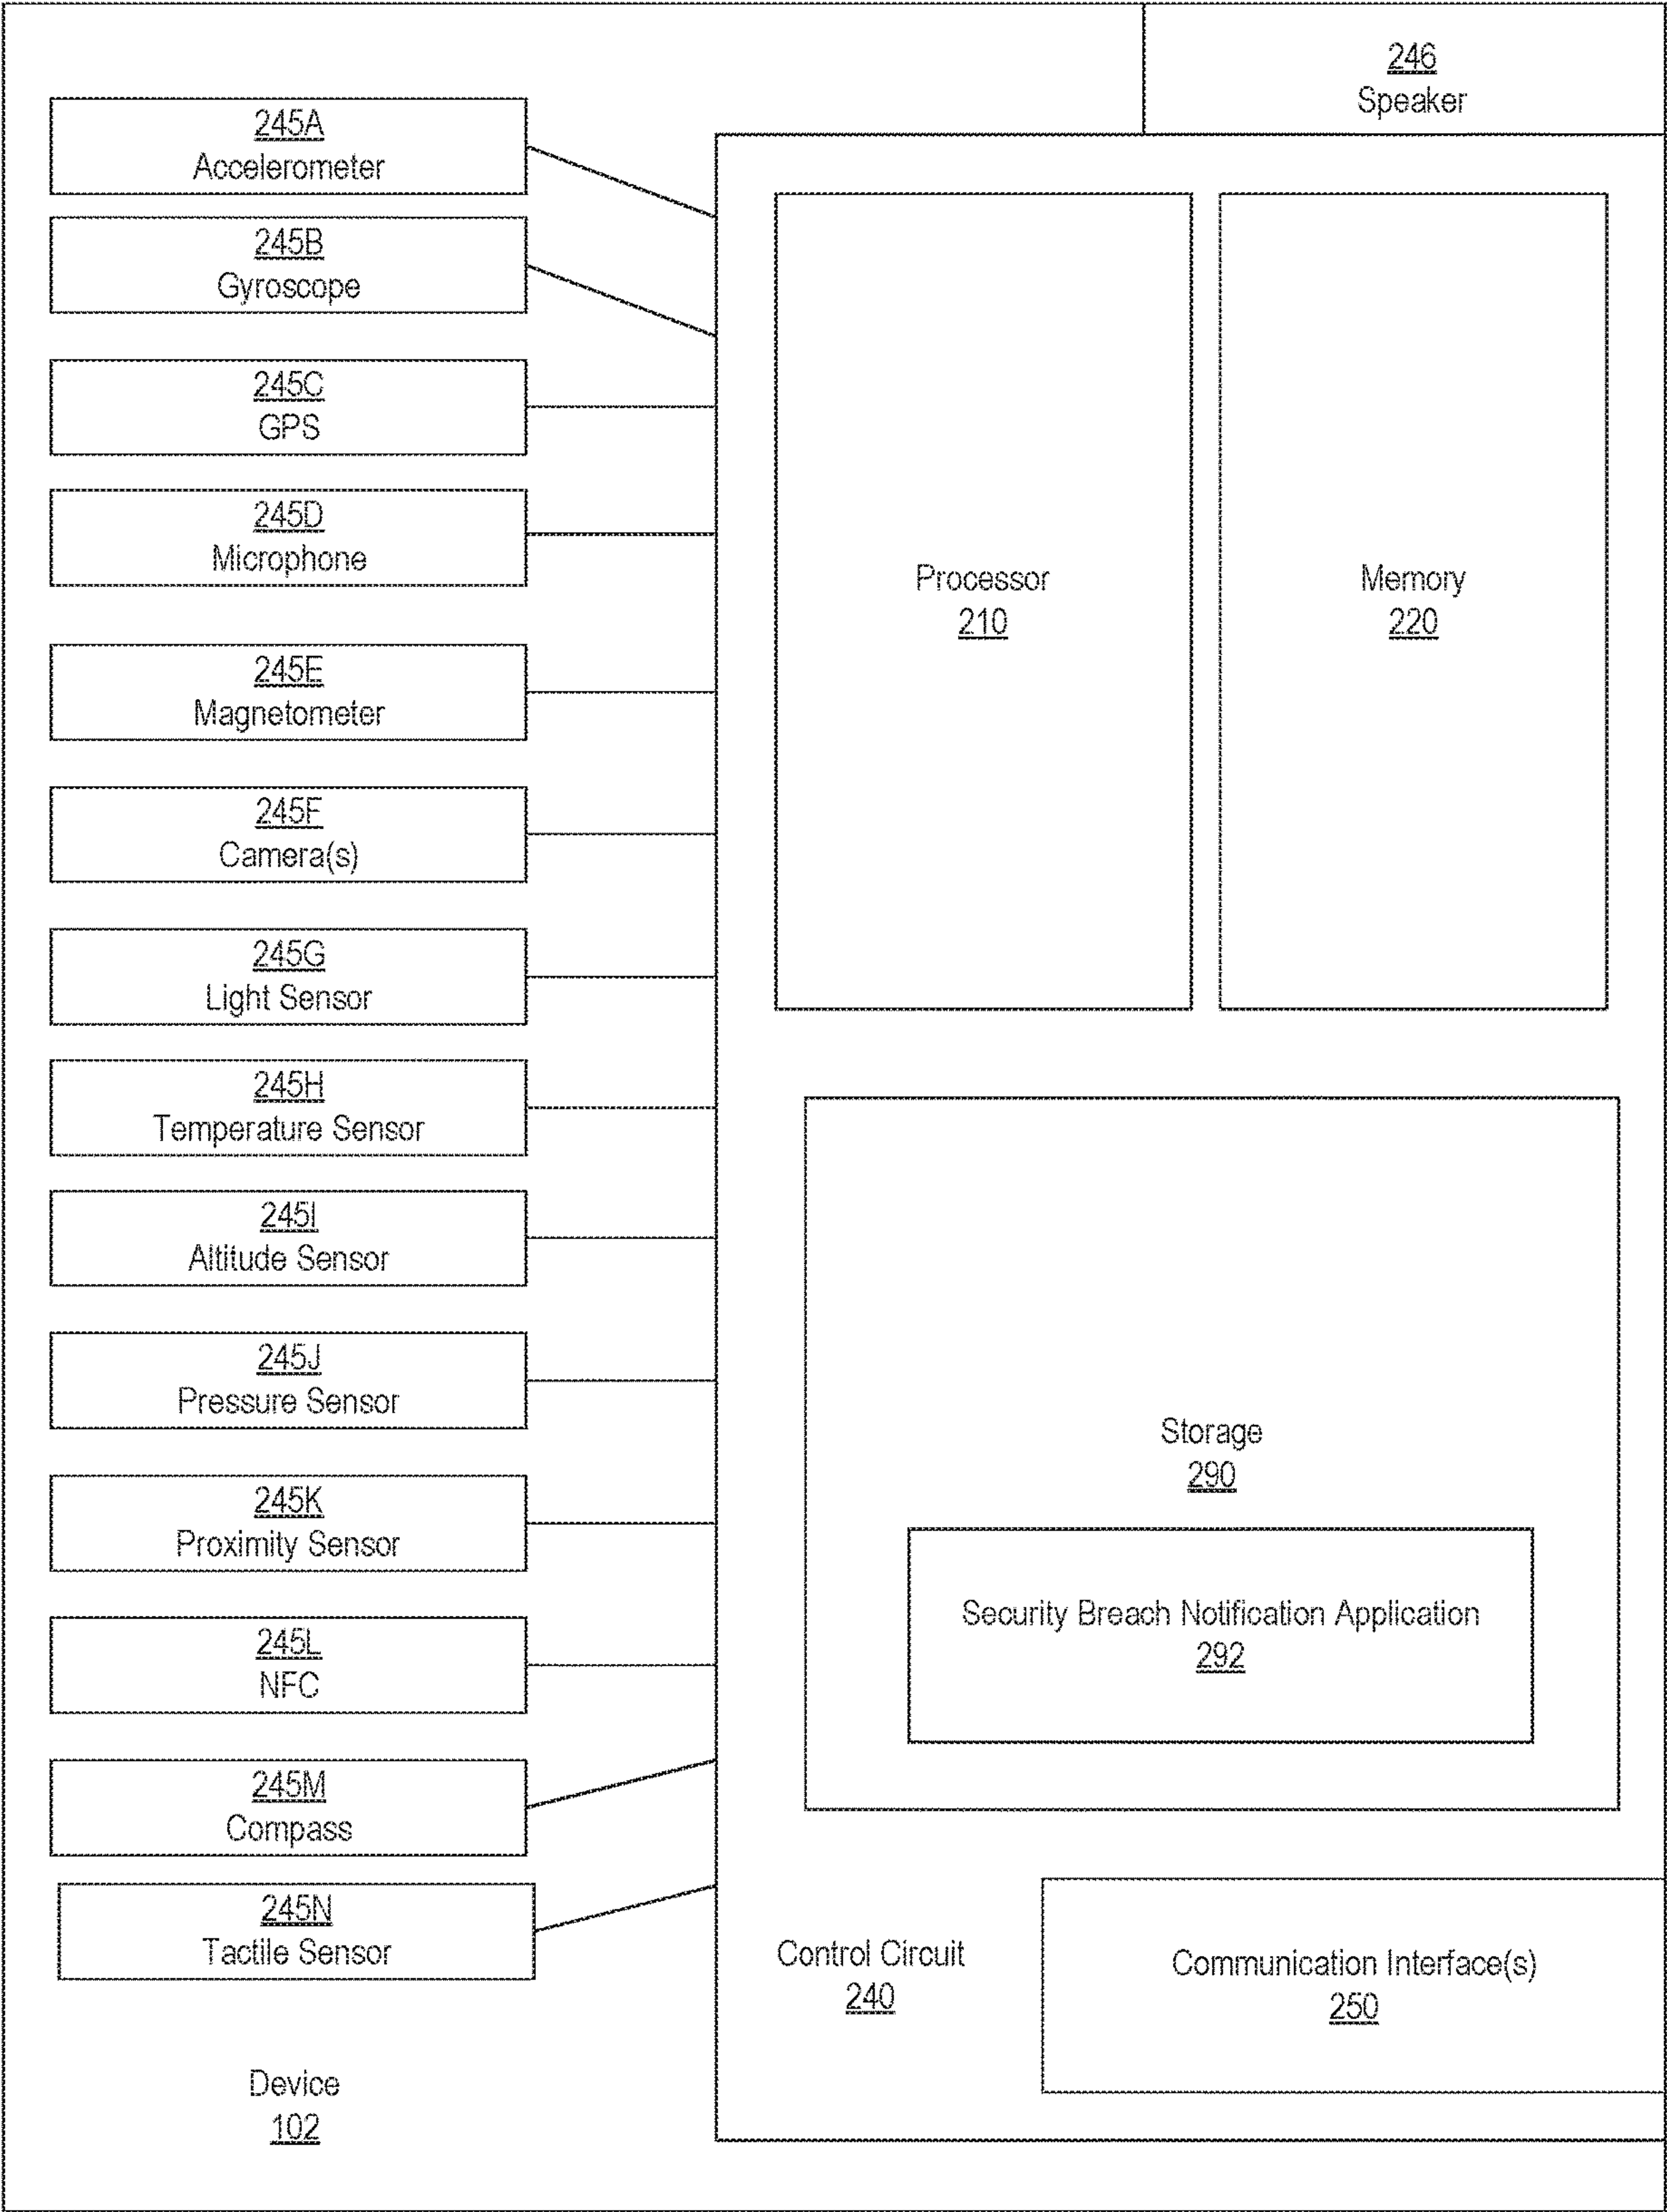 246
Speaker
245A
Accelerometer
245B
Gyroscope
245C
GPS
245D
Microphone
245E
Magnetometer
245F
Camera(s)
245G
Light Sensor
245H
Temperature Sensor
245I
Altitude Sensor
245J
Pressure Sensor
245K
Proximity Sensor
245L
NFC
245M
Compass
245N
Tactile Sensor
Device
102
Processor
210
Memory
220
Storage
290
Security Breach Notification Application
292
Control Circuit
240
Communication Interface(s)
250